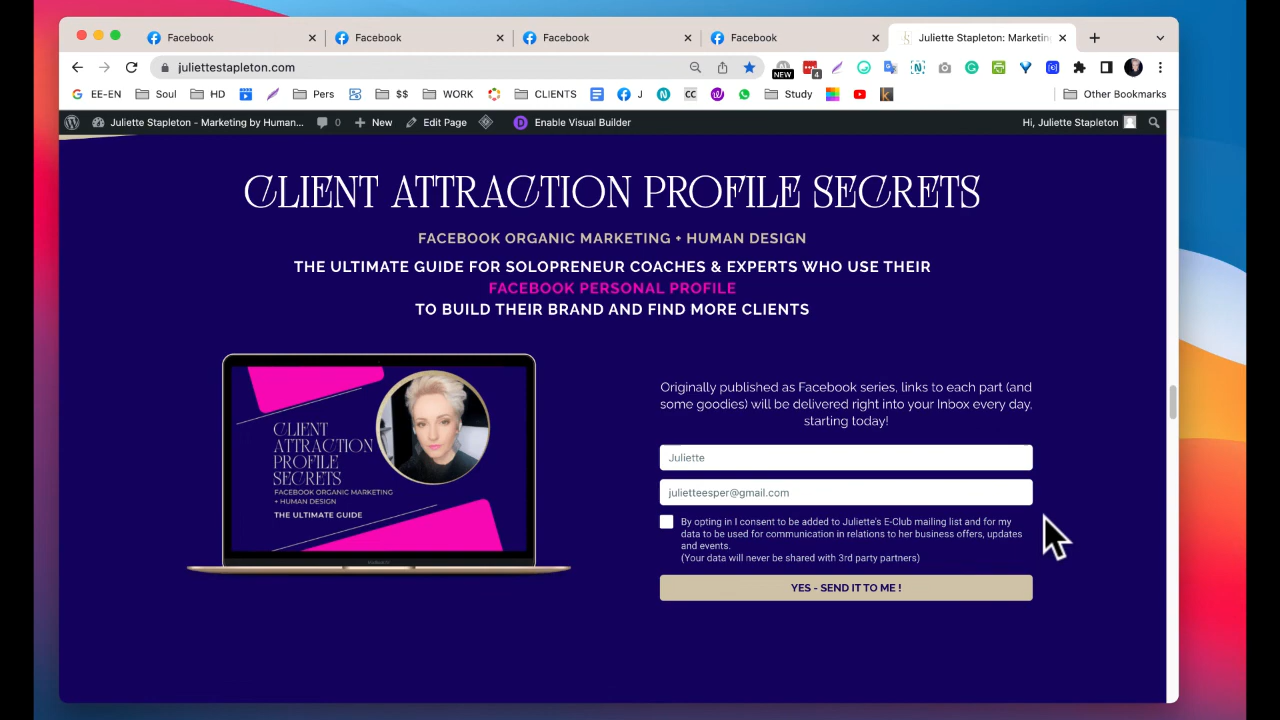 Facebook
Facebook
Facebook
Facebook
Juliette Stapleton: Marketing
juliettestapleton.com
NEW
4
EE-EN
Soul
HD
Pers
$$
WORK
CLIENTS
J
CC
Study
Other Bookmarks
Juliette Stapleton - Marketing by Human...
0
New
Edit Page
D
Enable Visual Builder
Hi, Juliette Stapleton
CLIENT ATTRACTION PROFILE SECRETS
FACEBOOK ORGANIC MARKETING + HUMAN DESIGN
THE ULTIMATE GUIDE FOR SOLOPRENEUR COACHES & EXPERTS WHO USE THEIR
FACEBOOK PERSONAL PROFILE
TO BUILD THEIR BRAND AND FIND MORE CLIENTS
CLIENT
ATTRACTION
PROFILE
SECRETS
FACEBOOK ORGANIC MARKETING
+ HUMAN DESIGN
THE ULTIMATE GUIDE
Originally published as Facebook series, links to each part (and
some goodies) will be delivered right into your Inbox every day,
starting today!
Juliette
julietteesper@gmail.com
By opting in I consent to be added to Juliette's E-Club mailing list and for my
data to be used for communication in relations to her business offers, updates
and events.
(Your data will never be shared with 3rd party partners)
YES - SEND IT TO ME !